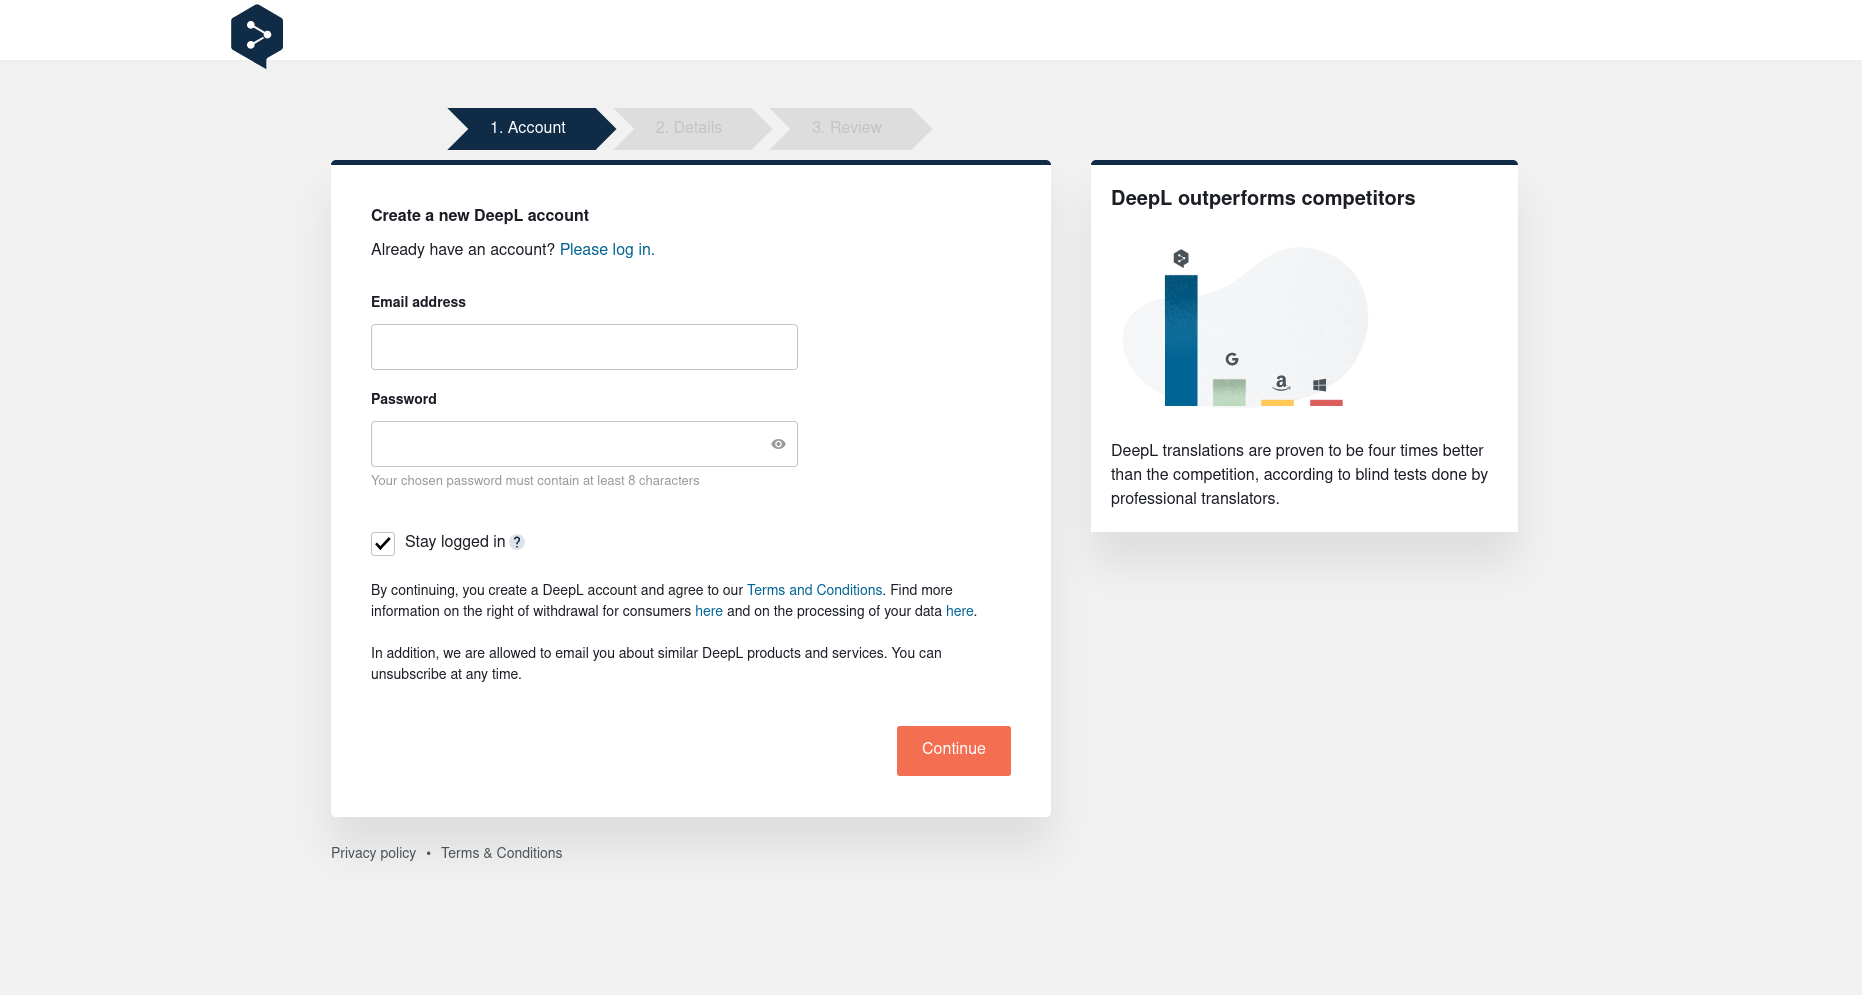 1. Account
2. Details
3. Review
Create a new DeepL account
Already have an account? Please log in.
Email address
Password
Your chosen password must contain at least 8 characters
Stay logged in ?
By continuing, you create a DeepL account and agree to our Terms and Conditions. Find more
information on the right of withdrawal for consumers here and on the processing of your data here.
In addition, we are allowed to email you about similar DeepL products and services. You can
unsubscribe at any time.
Continue
Privacy policy • Terms & Conditions
DeepL outperforms competitors
G
a
DeepL translations are proven to be four times better
than the competition, according to blind tests done by
professional translators.